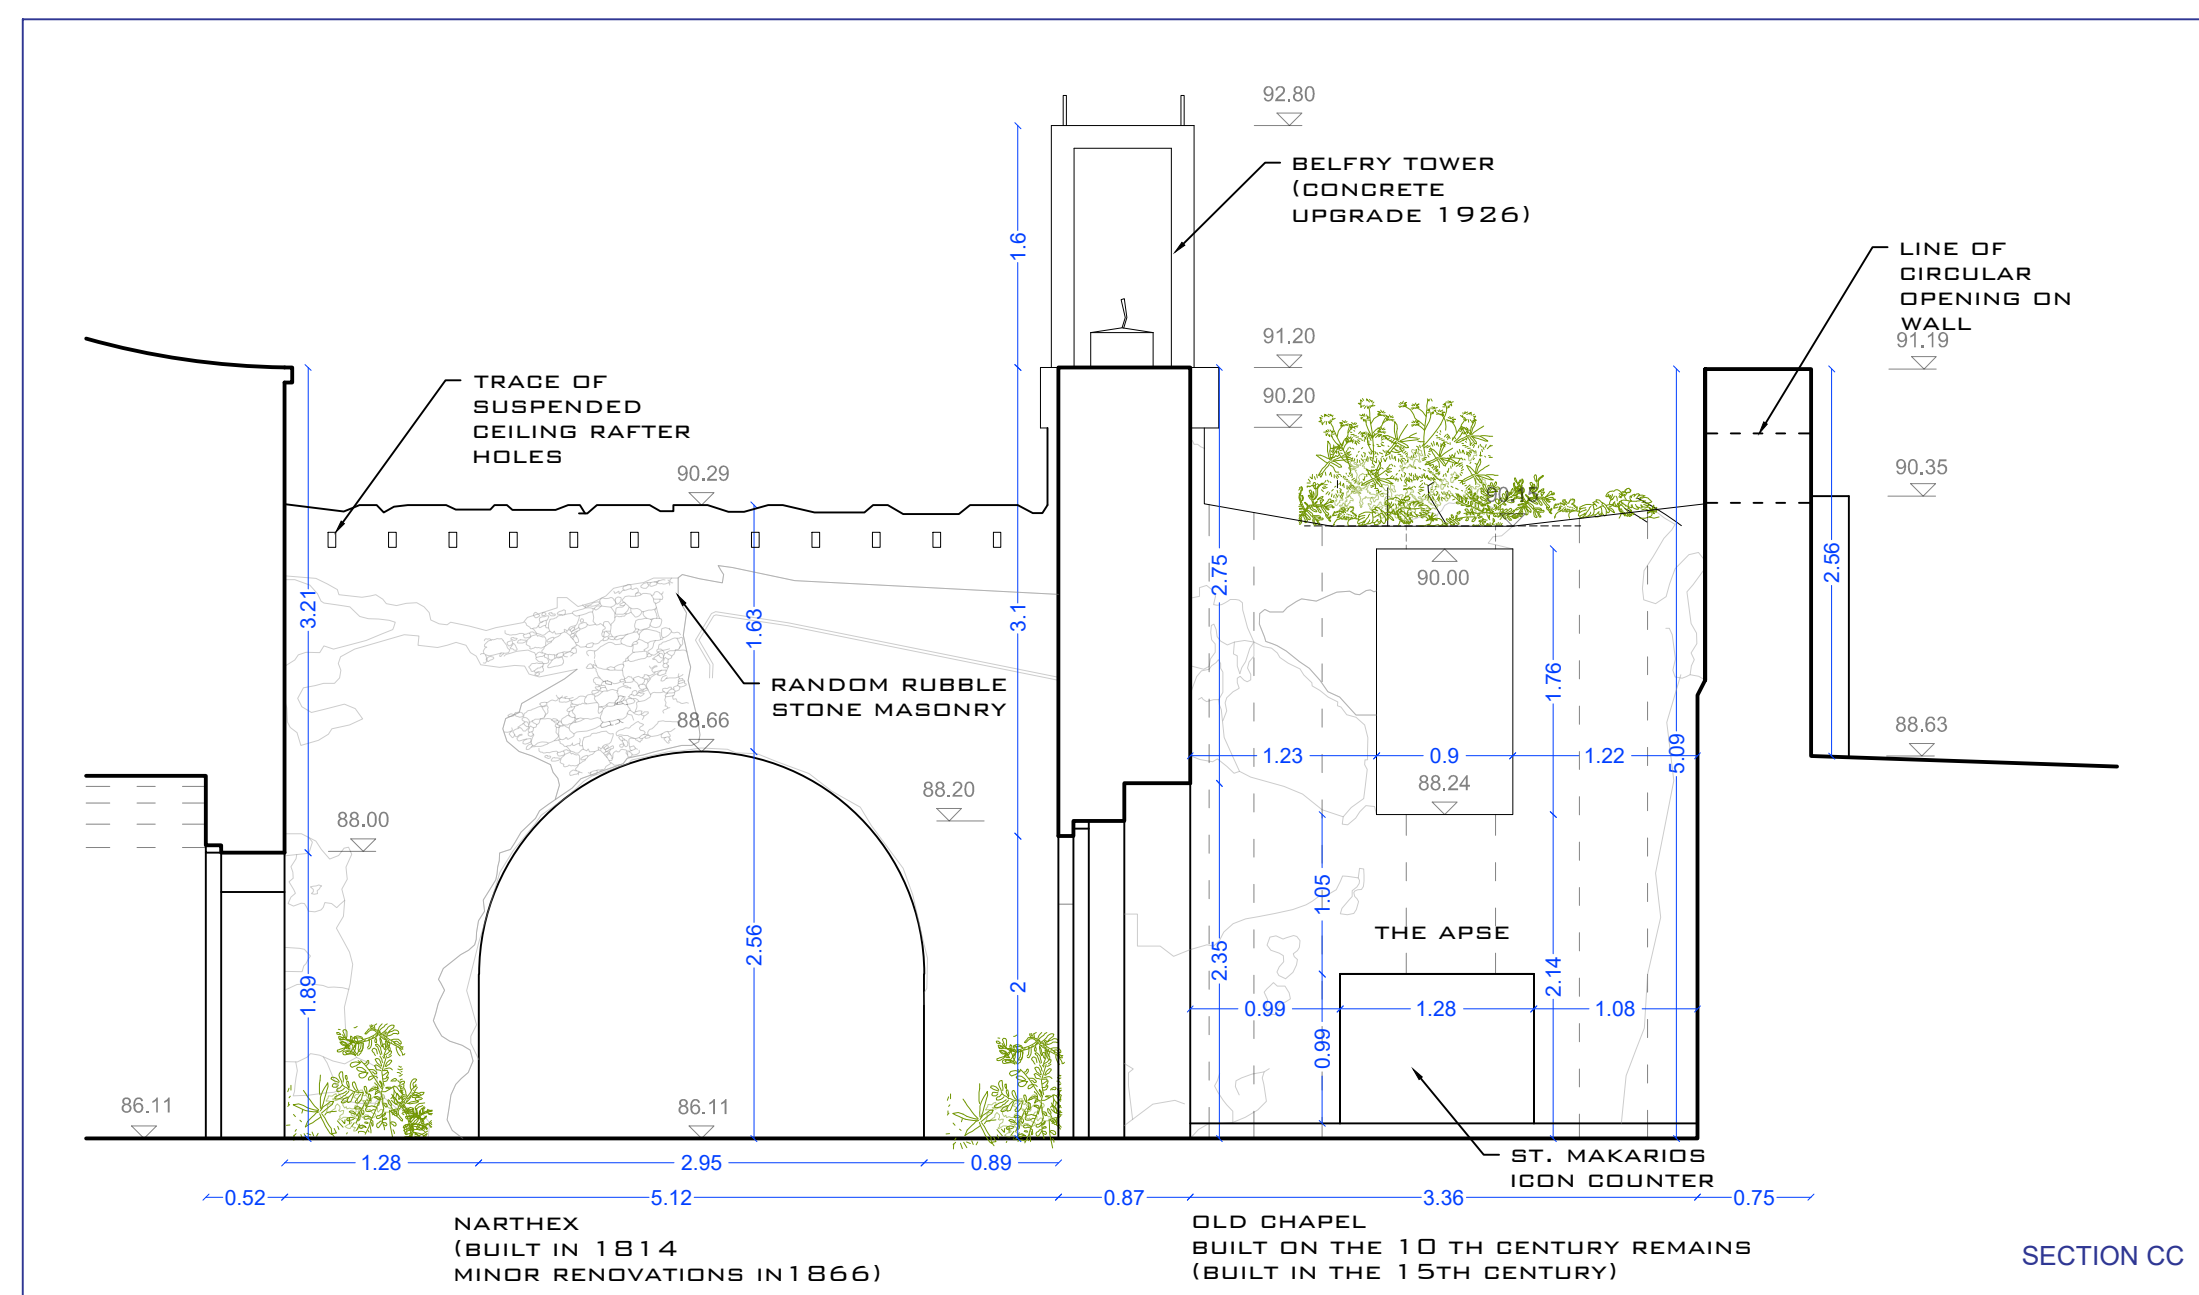 92.80
BELFRY TOWER
(CONCRETE
UPGRADE 1926)
1.6
LINE OF
CIRCULAR
OPENING ON
WALL
91.20
91.19
TRACE OF
SUSPENDED
CEILING RAFTER
HOLES
90.20
90.29
90.35
90.15
3.21
1.63
3.1
2.75
90.00
2.56
RANDOM RUBBLE
STONE MASONRY
1.76
88.66
88.63
1.23
0.9
1.22
5.09
88.00
88.20
88.24
1.05
THE APSE
1.89
2.56
2
2.35
2.14
0.99
1.28
1.08
0.99
86.11
86.11
1.28
2.95
0.89
ST. MAKARIOS
ICON COUNTER
0.52
5.12
0.87
3.36
0.75
NARTHEX
(BUILT IN 1814
MINOR RENOVATIONS IN1866)
OLD CHAPEL
BUILT ON THE 10 TH CENTURY REMAINS
(BUILT IN THE 15TH CENTURY)
SECTION CC